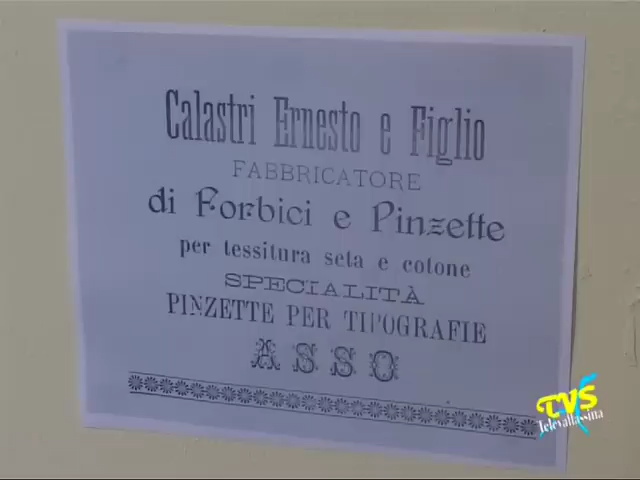 Calastri Ernesto e Figlio
FABBRICATORE
di Forbici e Pinzette
per tessitura seta e cotone
SPECIALITÀ
PINZETTE PER TIPOGRAFIE
ASSO
TVS
Televallassina